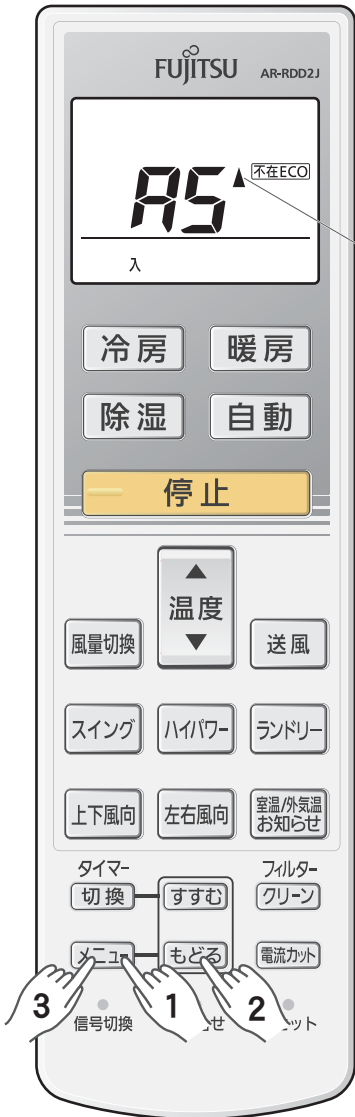 FUJITSU AR-RDD2J
A5▲ 不在ECO
入
冷房 暖房
除湿 自動
停止
▲
温度
▼
風量切換 送風
スイング ハイパワー ランドリー
上下風向 左右風向 室温/外気温
お知らせ
タイマー フィルター
切換 すすむ クリーン
メニュー もどる 電流カット
3 1 2
信号切換 せ ット